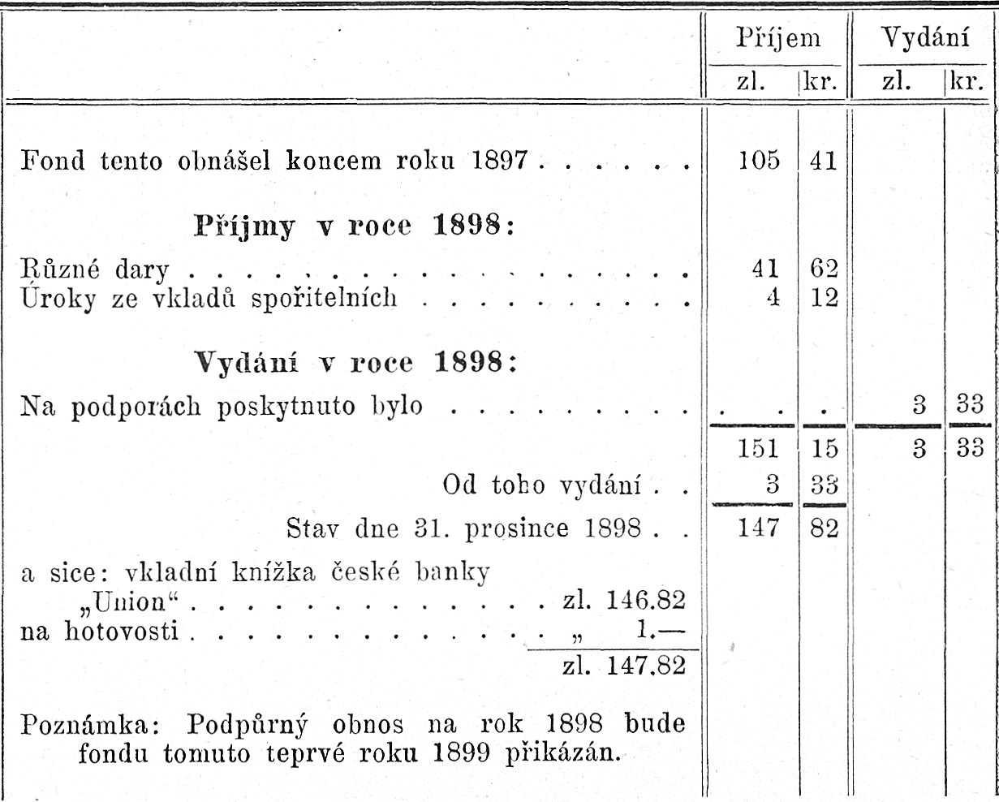 Příjem Vydání
zl. kr. zl. kr.
Fond tento obnášel koncem roku 1897 . . . . . . 105 41
Příjmy v roce 1898:
Různé dary . . . . . . . . . . . . . . . . . 41 62
Úroky ze vkladů spořitelních . . . . . . . . . . 4 12
Vydání v roce 1898:
Na podporách poskytnuto bylo . . . . . . . . . . . . 3 33
151 15 3 33
Od toho vydání . . 3 33
Stav dne 31. prosince 1898 . . 147 82
a sice: vkladní knížka české banky
„Union“ . . . . . . . . . . . . . zl. 146.82
na hotovosti . . . . . . . . . . . . . „ 1.—
zl. 147.82
Poznámka: Podpůrný obnos na rok 1898 bude
fondu tomuto teprvé roku 1899 přikázán.